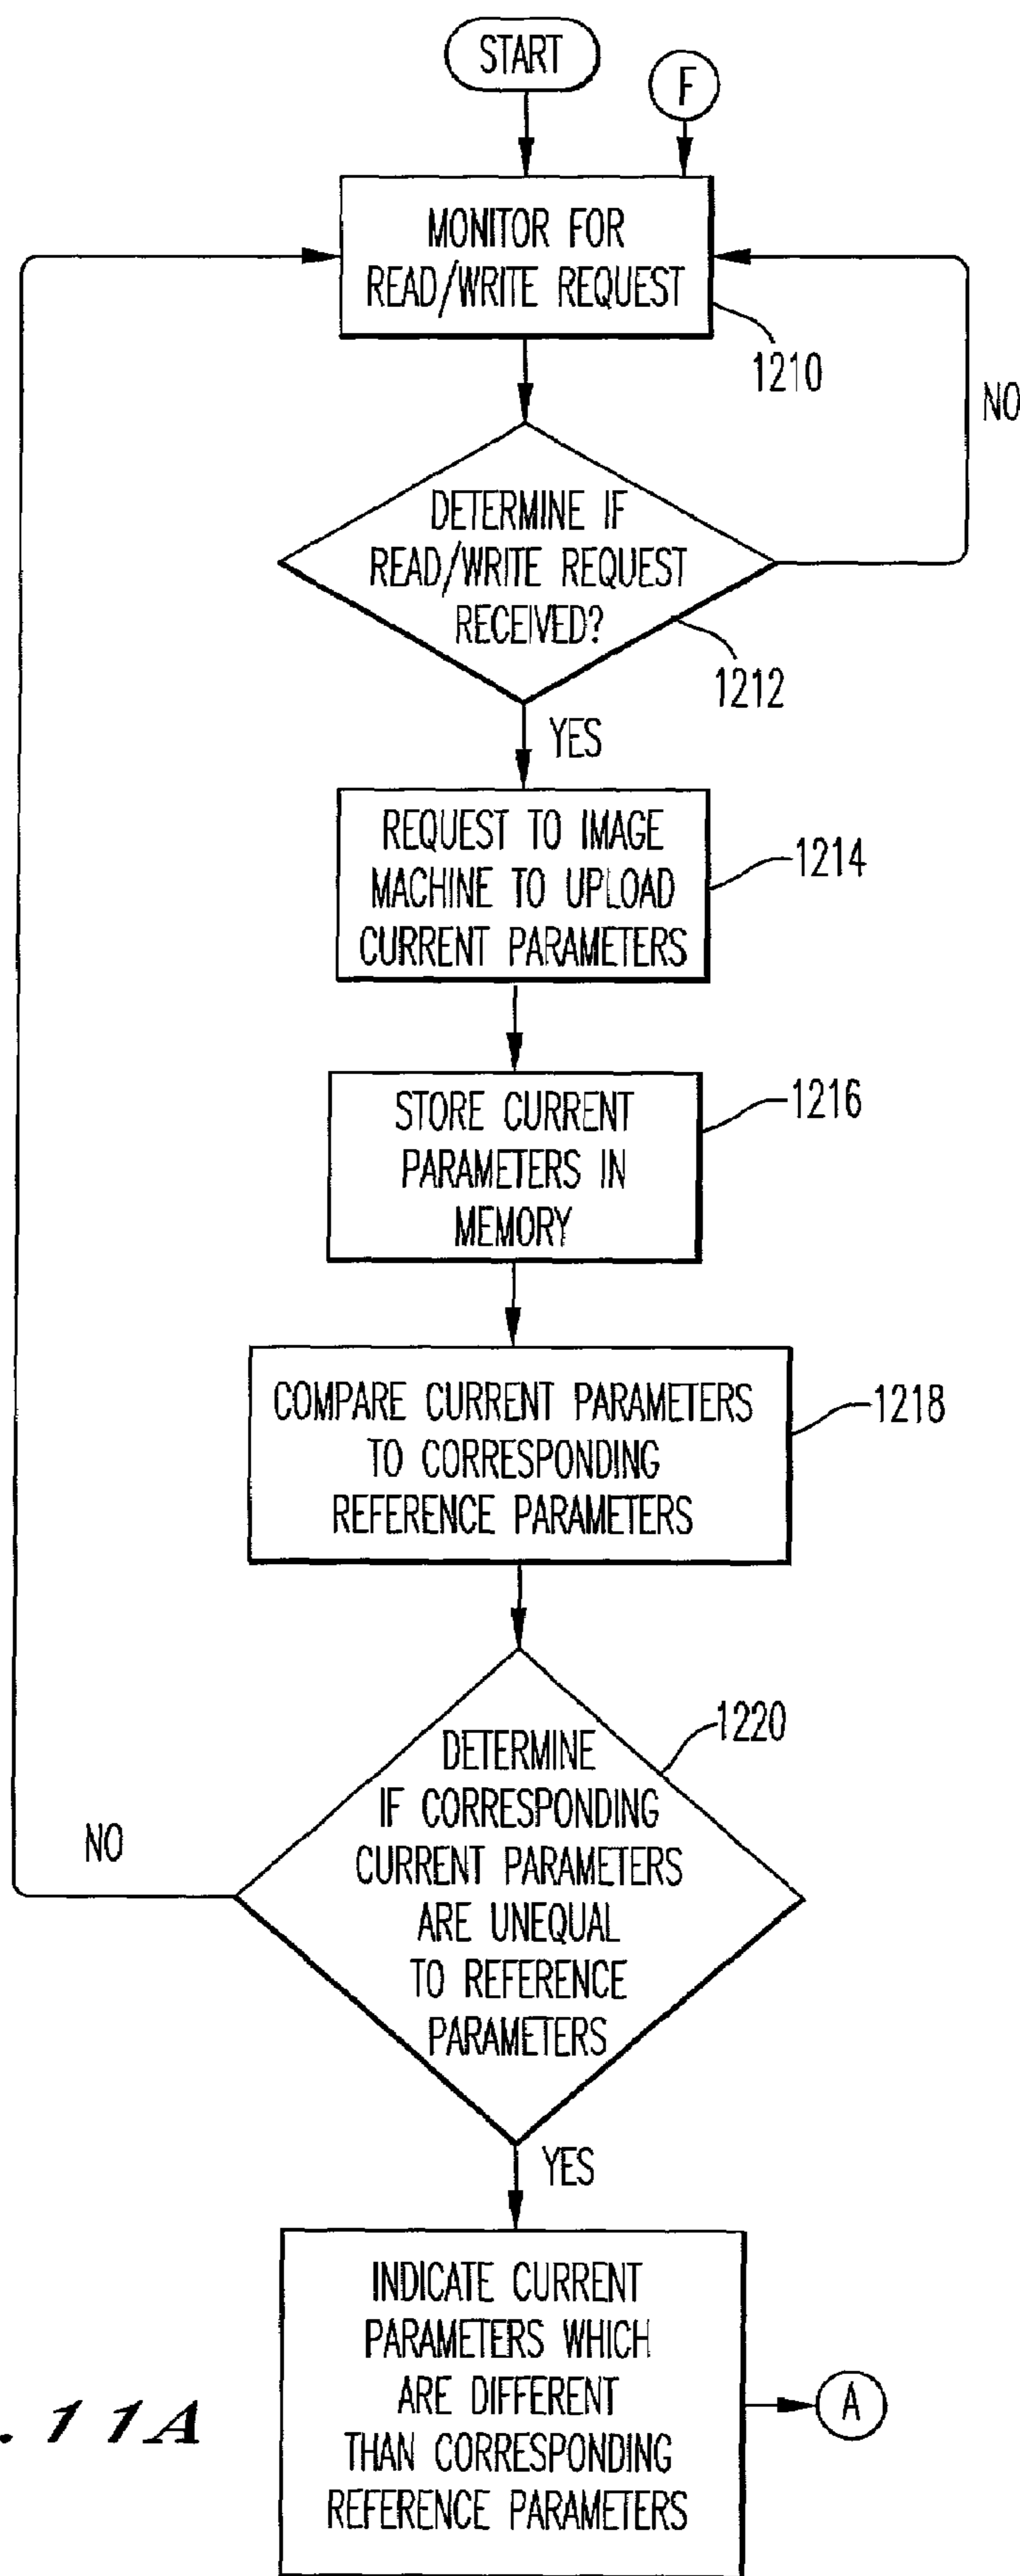 START
F
MONITOR FOR
READ/WRITE REQUEST
1210
NO
DETERMINE IF
READ/WRITE REQUEST
RECEIVED?
1212
YES
REQUEST TO IMAGE
MACHINE TO UPLOAD
CURRENT PARAMETERS
1214
STORE CURRENT
PARAMETERS IN
MEMORY
1216
COMPARE CURRENT PARAMETERS
TO CORRESPONDING
REFERENCE PARAMETERS
1218
DETERMINE
IF CORRESPONDING
CURRENT PARAMETERS
ARE UNEQUAL
TO REFERENCE
PARAMETERS
1220
NO
YES
INDICATE CURRENT
PARAMETERS WHICH
ARE DIFFERENT
THAN CORRESPONDING
REFERENCE PARAMETERS
A
. 11A